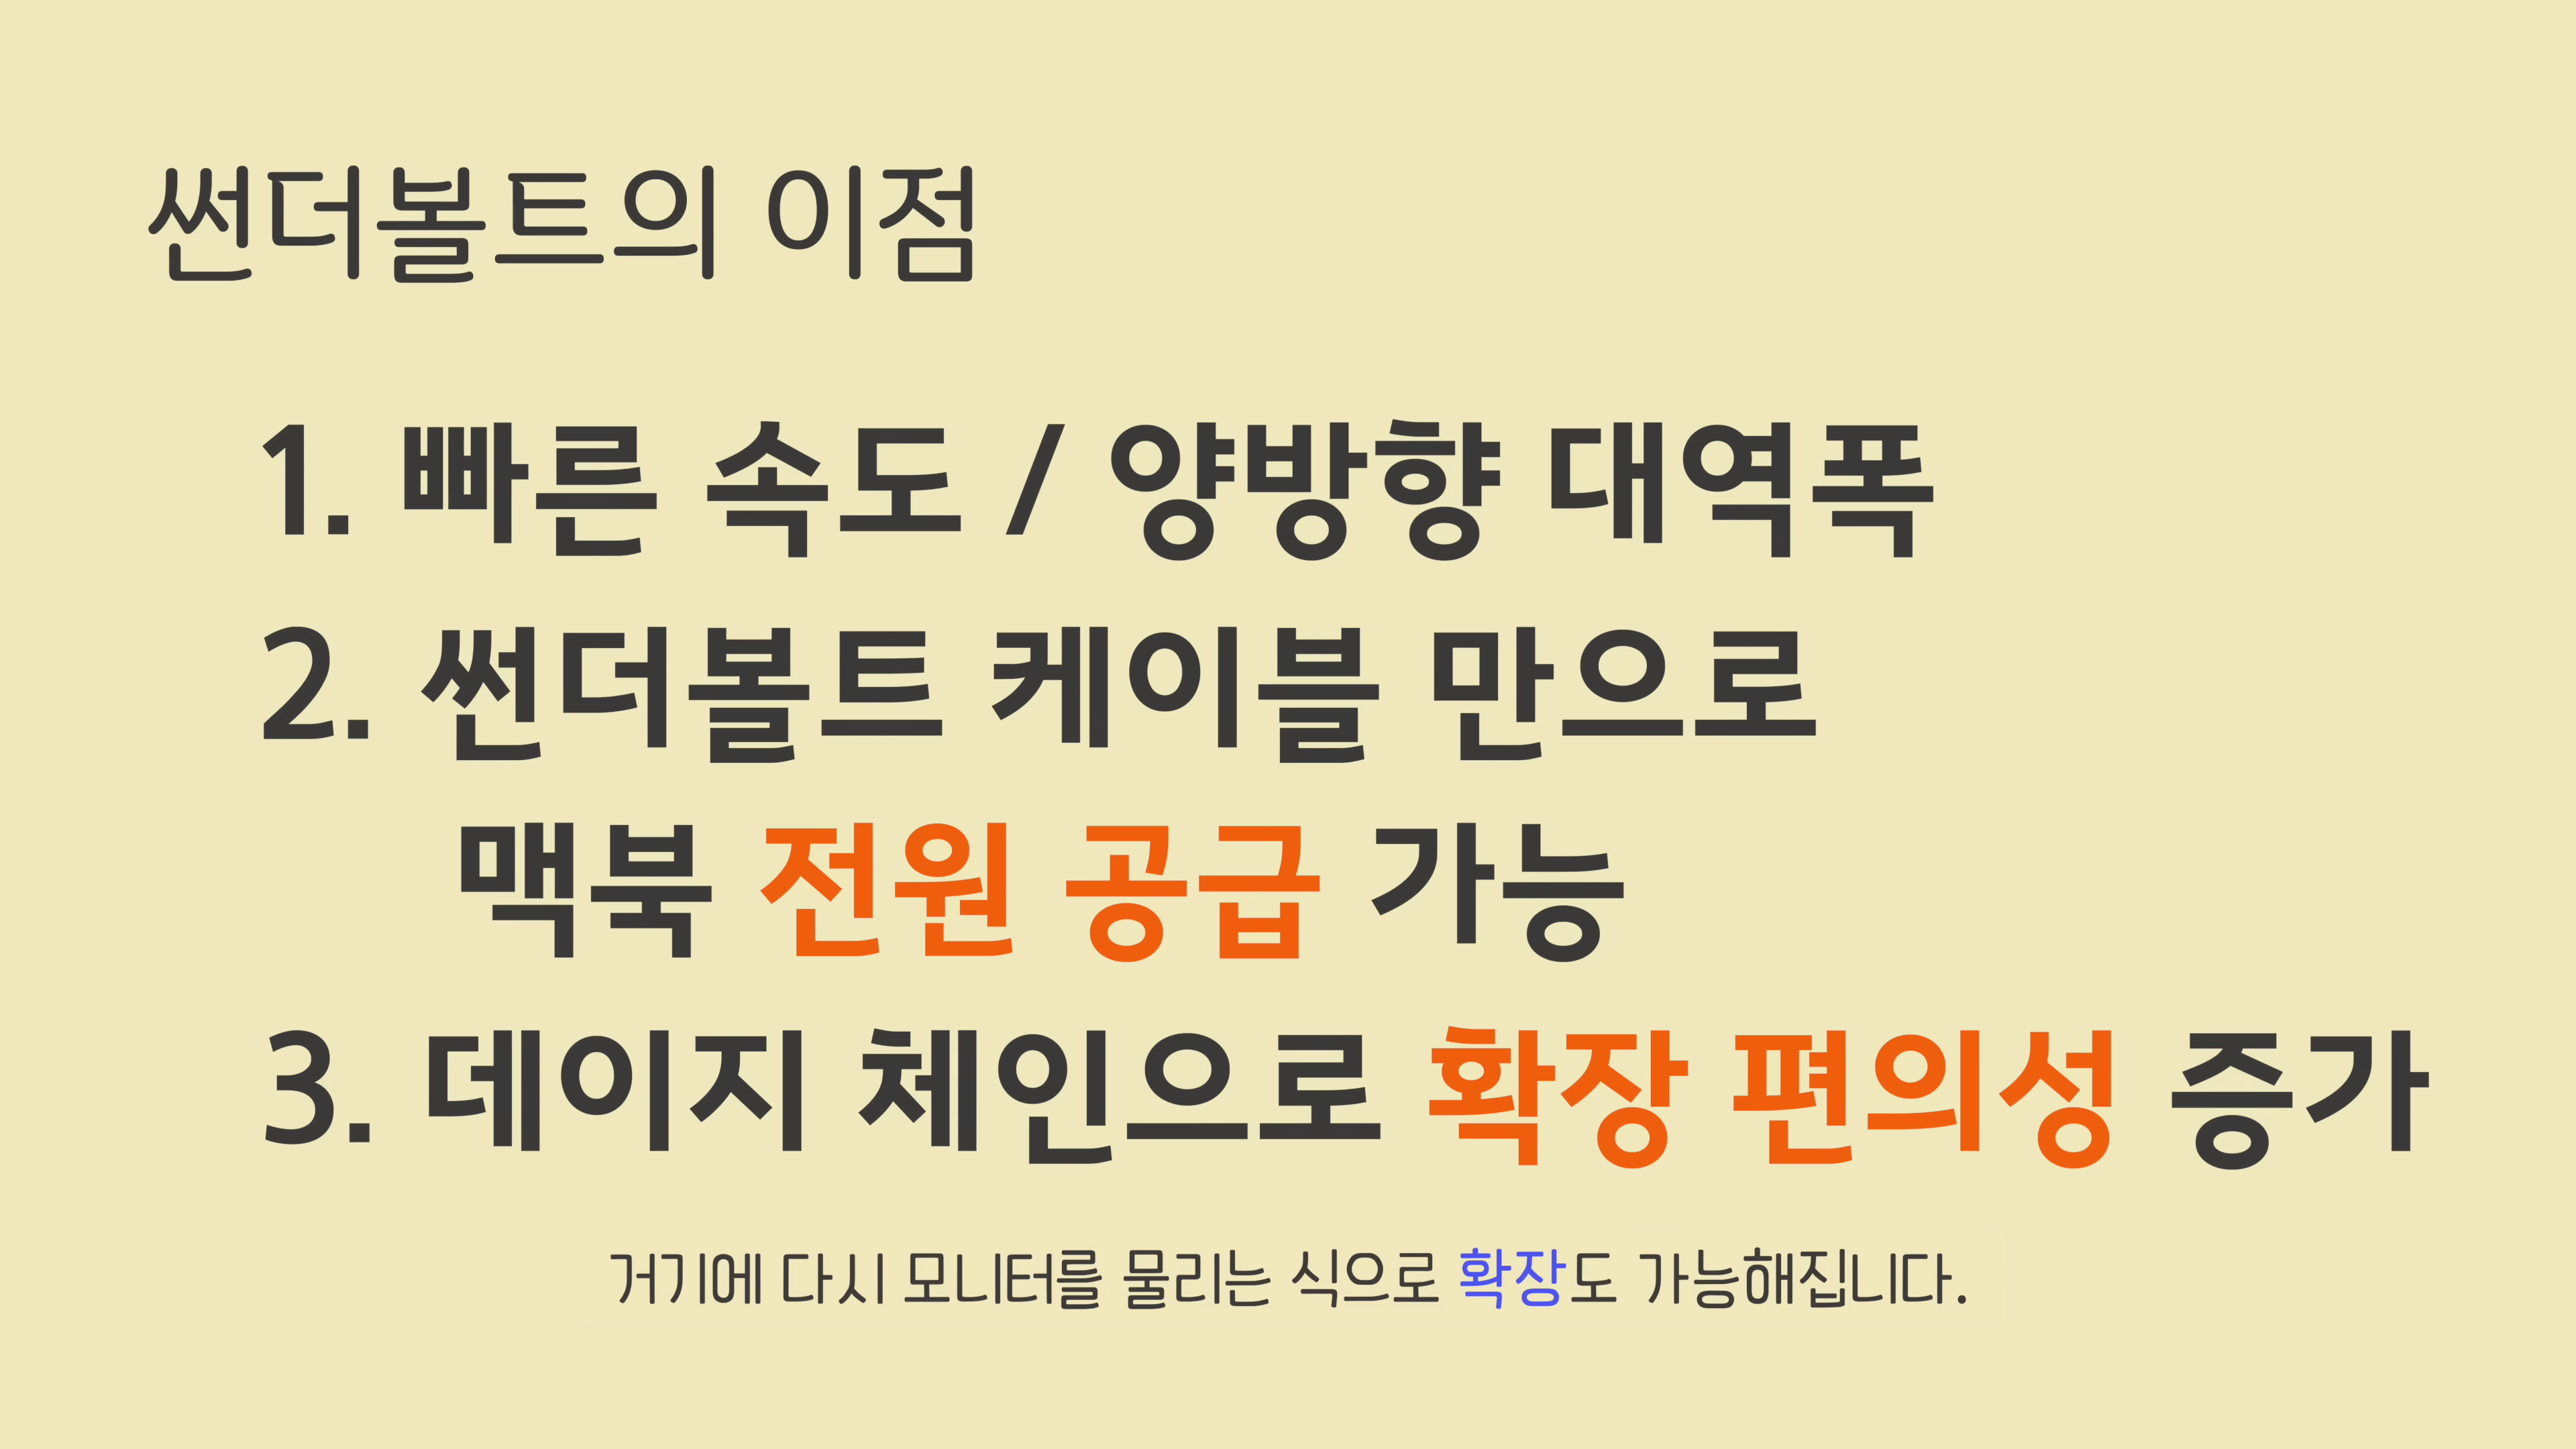 썬더볼트의 이점
1. 빠른 속도 / 양방향 대역폭
2. 썬더볼트 케이블 만으로
맥북 전원 공급 가능
3. 데이지 체인으로 확장 편의성 증가
거기에 다시 모니터를 물리는 식으로 확장도 가능해집니다.